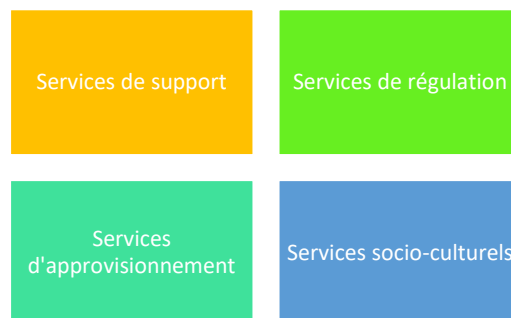 Services de support
Services de régulation
Services
d'approvisionnement
Services socio-culturels